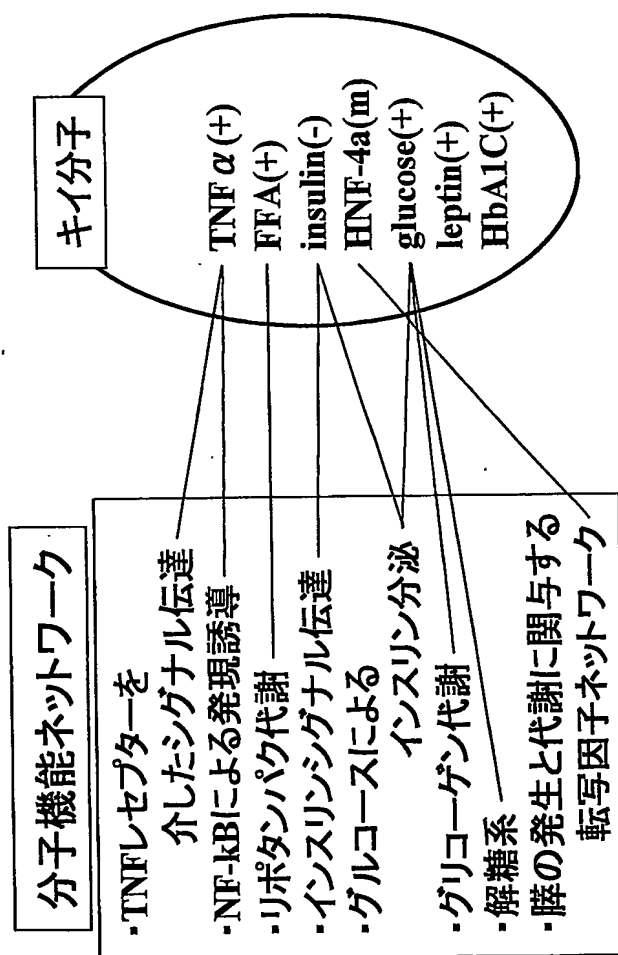 分子機能ネットワーク
・TNFレセプターを
介したシグナル伝達
・NF-kBによる発現誘導
・リポタンパク代謝
・インスリンシグナル伝達
・グルコースによる
インスリン分泌
・グリコーゲン代謝
・解糖系
・膵の発生と代謝に関与する
転写因子ネットワーク
キイ分子
TNFα(+)
FFA(+)
insulin(-)
HNF-4a(m)
glucose(+)
leptin(+)
HbA1C(+)